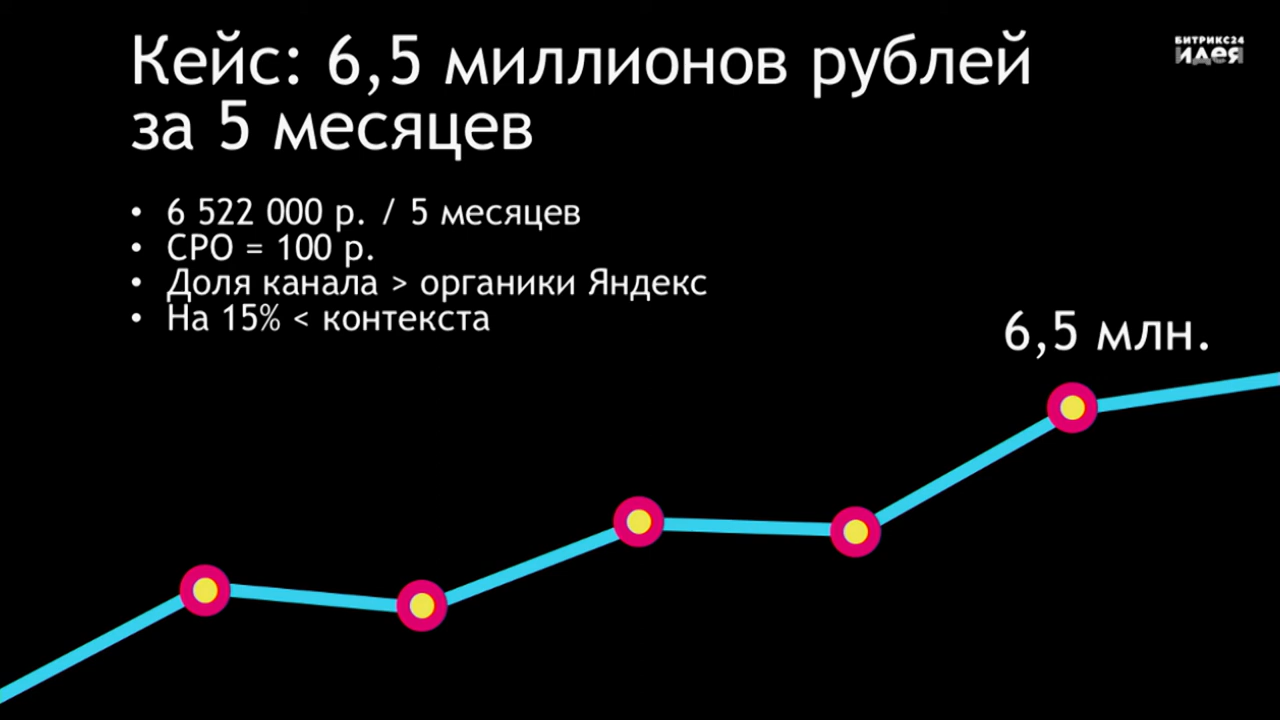 Кейс: 6,5 миллионов рублей
за 5 месяцев
БИТРИКС24
идея
• 6 522 000 р. / 5 месяцев
• CPO = 100 р.
• Доля канала > органики Яндекс
• На 15% < контекста
6,5 млн.